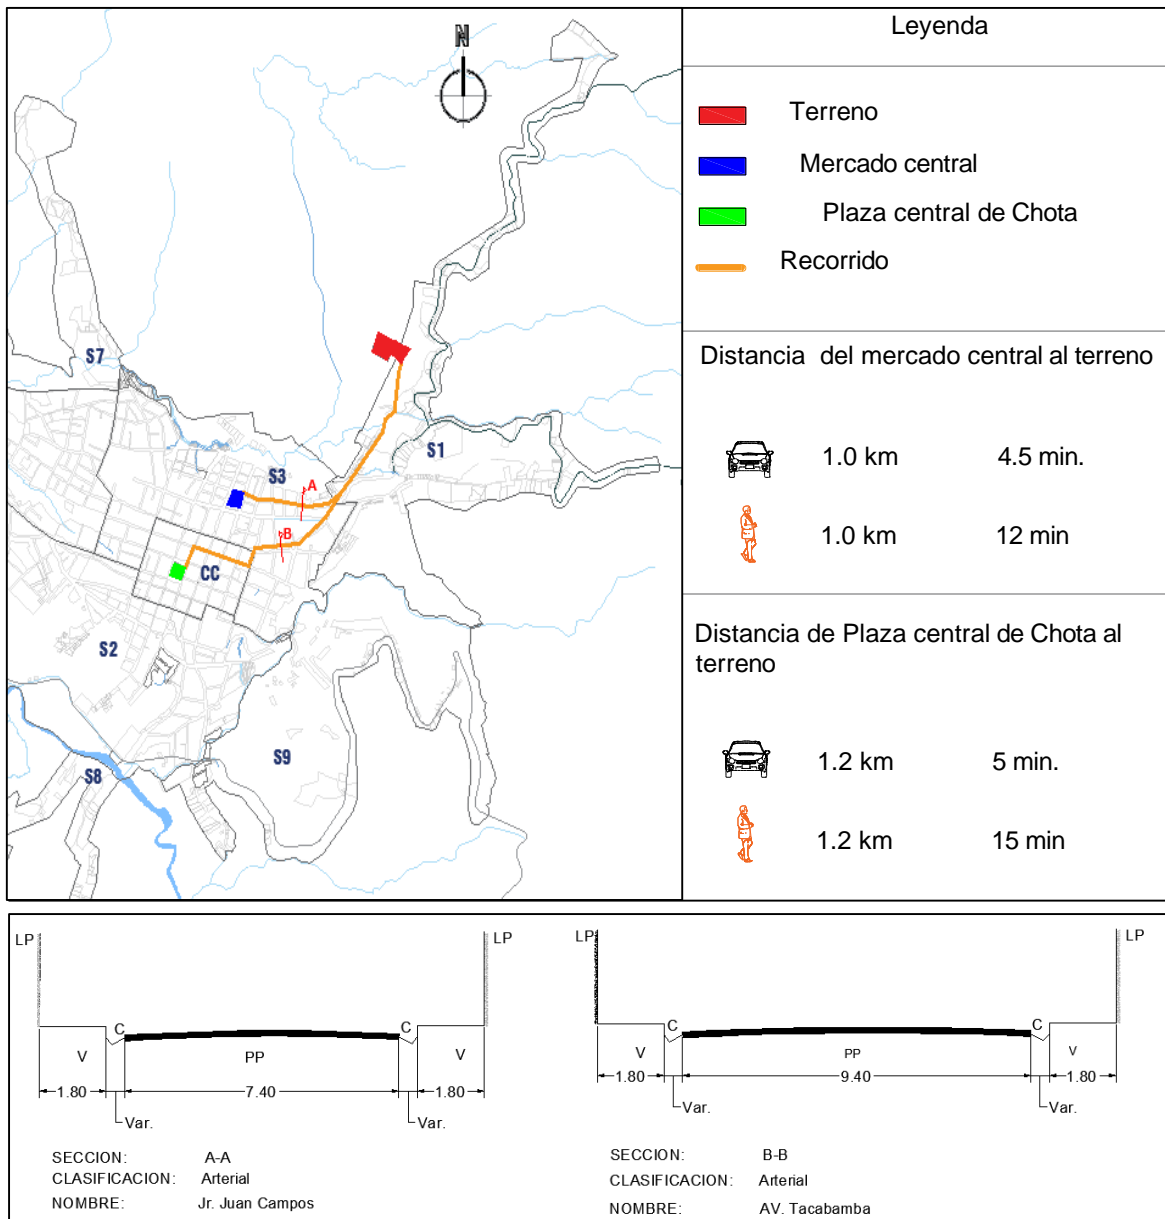 N
S7
S3
A
S1
B
CC
S2
S9
S8
Leyenda
Terreno
Mercado central
Plaza central de Chota
Recorrido
Distancia del mercado central al terreno
1.0 km 4.5 min.
1.0 km 12 min
Distancia de Plaza central de Chota al
terreno
1.2 km 5 min.
1.2 km 15 min
LP LP
C C
V PP V
1.80 7.40 1.80
Var. Var.
SECCION: A-A
CLASIFICACION: Arterial
NOMBRE: Jr. Juan Campos
LP LP
C C
V PP V
1.80 9.40 1.80
Var. Var.
SECCION: B-B
CLASIFICACION: Arterial
NOMBRE: AV. Tacabamba